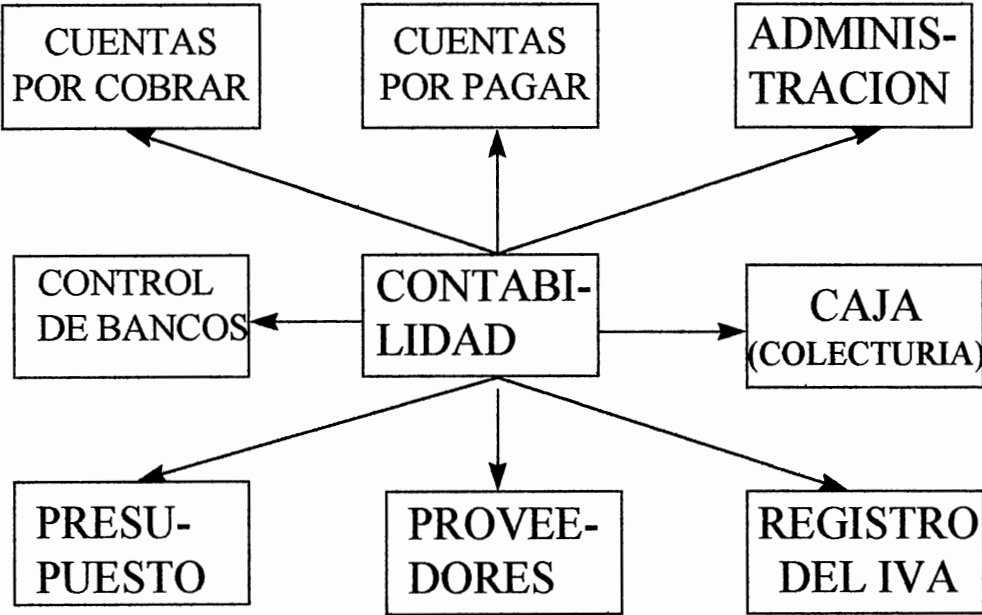 CUENTAS
POR COBRAR
CUENTAS
POR PAGAR
ADMINIS-
TRACION
CONTROL
DE BANCOS
CONTABI-
LIDAD
CAJA
(COLECTURIA)
PRESU-
PUESTO
PROVEE-
DORES
REGISTRO
DEL IVA